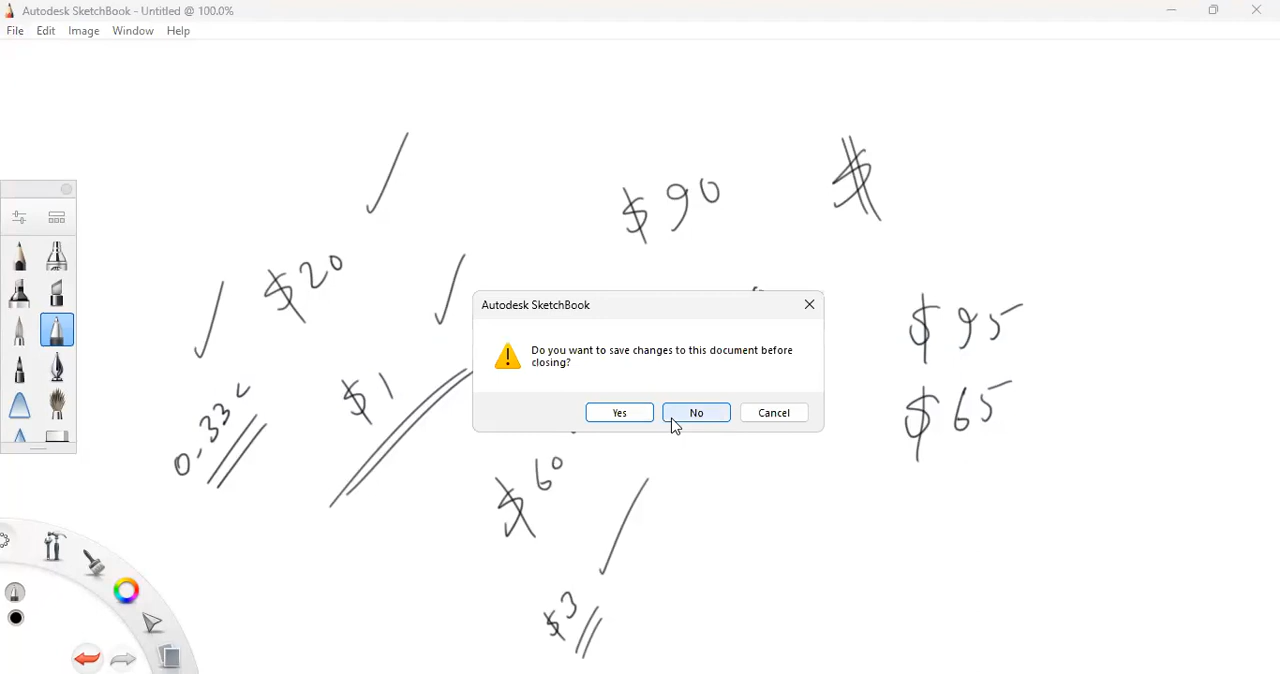 Autodesk SketchBook - Untitled @ 100.0%
File Edit Image Window Help
$90
$
$20
Autodesk SketchBook
Do you want to save changes to this document before
closing?
Yes No Cancel
$95
$1
$65
0.33
$60
$3